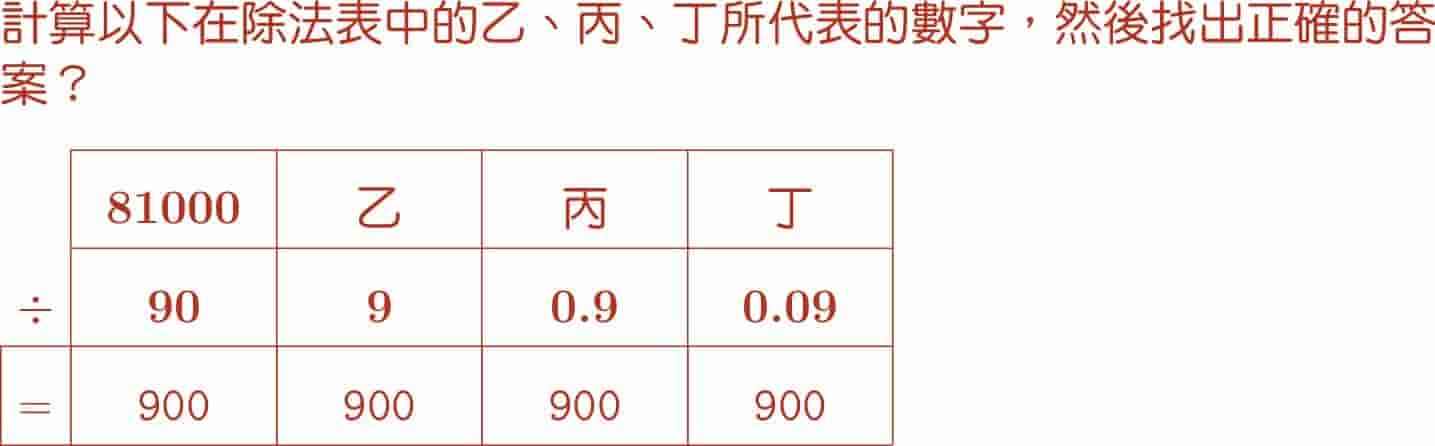 計算以下在除法表中的乙、丙、丁所代表的數字，然後找出正確的答
案？
81000 乙 丙 丁
÷ 90 9 0.9 0.09
= 900 900 900 900